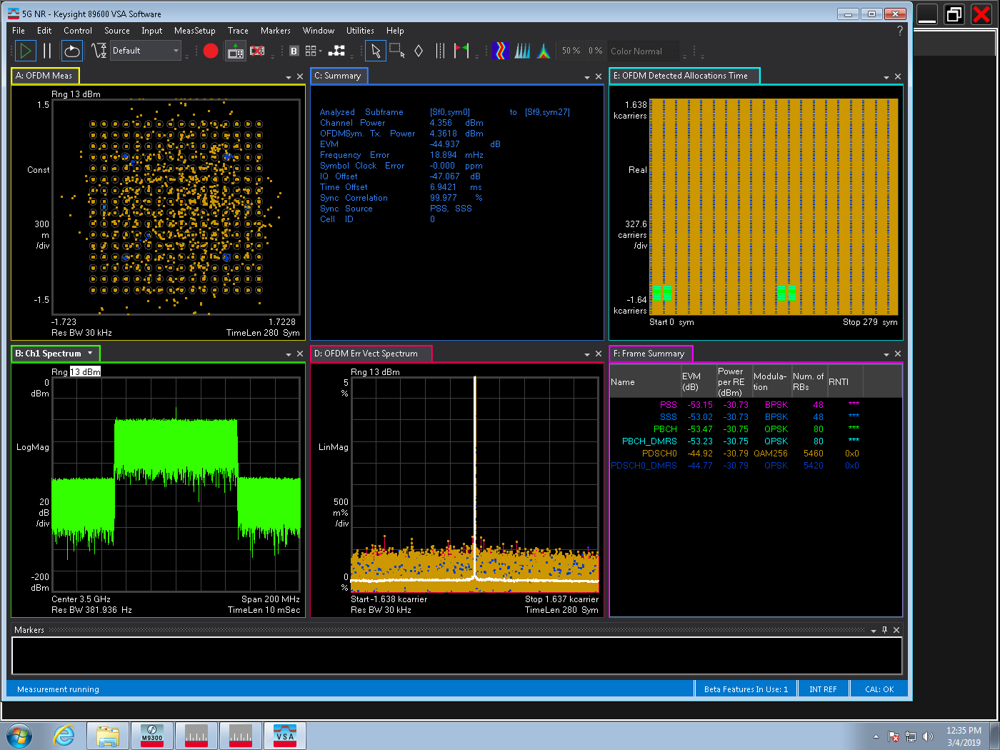 5G NR - Keysight 89600 VSA Software
File Edit Control Source Input MeasSetup Trace Markers Window Utilities Help
?
Default B 50 % 0 % Color Normal
A: OFDM Meas
Rng 13 dBm
1.5
Const
300
m
/div
-1.5
-1.723 1.7228
Res BW 30 kHz TimeLen 280 Sym
C: Summary
Analyzed Subframe [Sf0,sym0] to [Sf9,sym27]
Channel Power 4.356 dBm
OFDMSym. Tx. Power 4.3618 dBm
EVM -44.937 dB
Frequency Error 18.894 mHz
Symbol Clock Error -0.000 ppm
IQ Offset -47.067 dB
Time Offset 6.9421 ms
Sync Correlation 99.977 %
Sync Source PSS, SSS
Cell ID 0
E: OFDM Detected Allocations Time
1.638
kcarriers
Real
327.6
carriers
/div
-1.64
kcarriers
Start 0 sym Stop 279 sym
B: Ch1 Spectrum
Rng 13 dBm
0
dBm
LogMag
20
dB
/div
-200
dBm
Center 3.5 GHz Span 200 MHz
Res BW 381.936 Hz TimeLen 10 mSec
D: OFDM Err Vect Spectrum
Rng 13 dBm
5
%
LinMag
500
m%
/div
0
%
Start -1.638 kcarrier Stop 1.637 kcarrier
Res BW 30 kHz TimeLen 280 Sym
F: Frame Summary
Name EVM (dB) Power per RE (dBm) Modula-tion Num. of RBs RNTI
PSS -53.15 -30.73 BPSK 48 ***
SSS -53.02 -30.73 BPSK 48 ***
PBCH -53.47 -30.75 QPSK 80 ***
PBCH_DMRS -53.23 -30.75 QPSK 80 ***
PDSCH0 -44.92 -30.79 QAM256 5460 0x0
PDSCH0_DMRS -44.77 -30.79 QPSK 5420 0x0
Markers
Measurement running Beta Features In Use: 1 INT REF CAL: OK
M9300
VSA
12:35 PM
3/4/2019